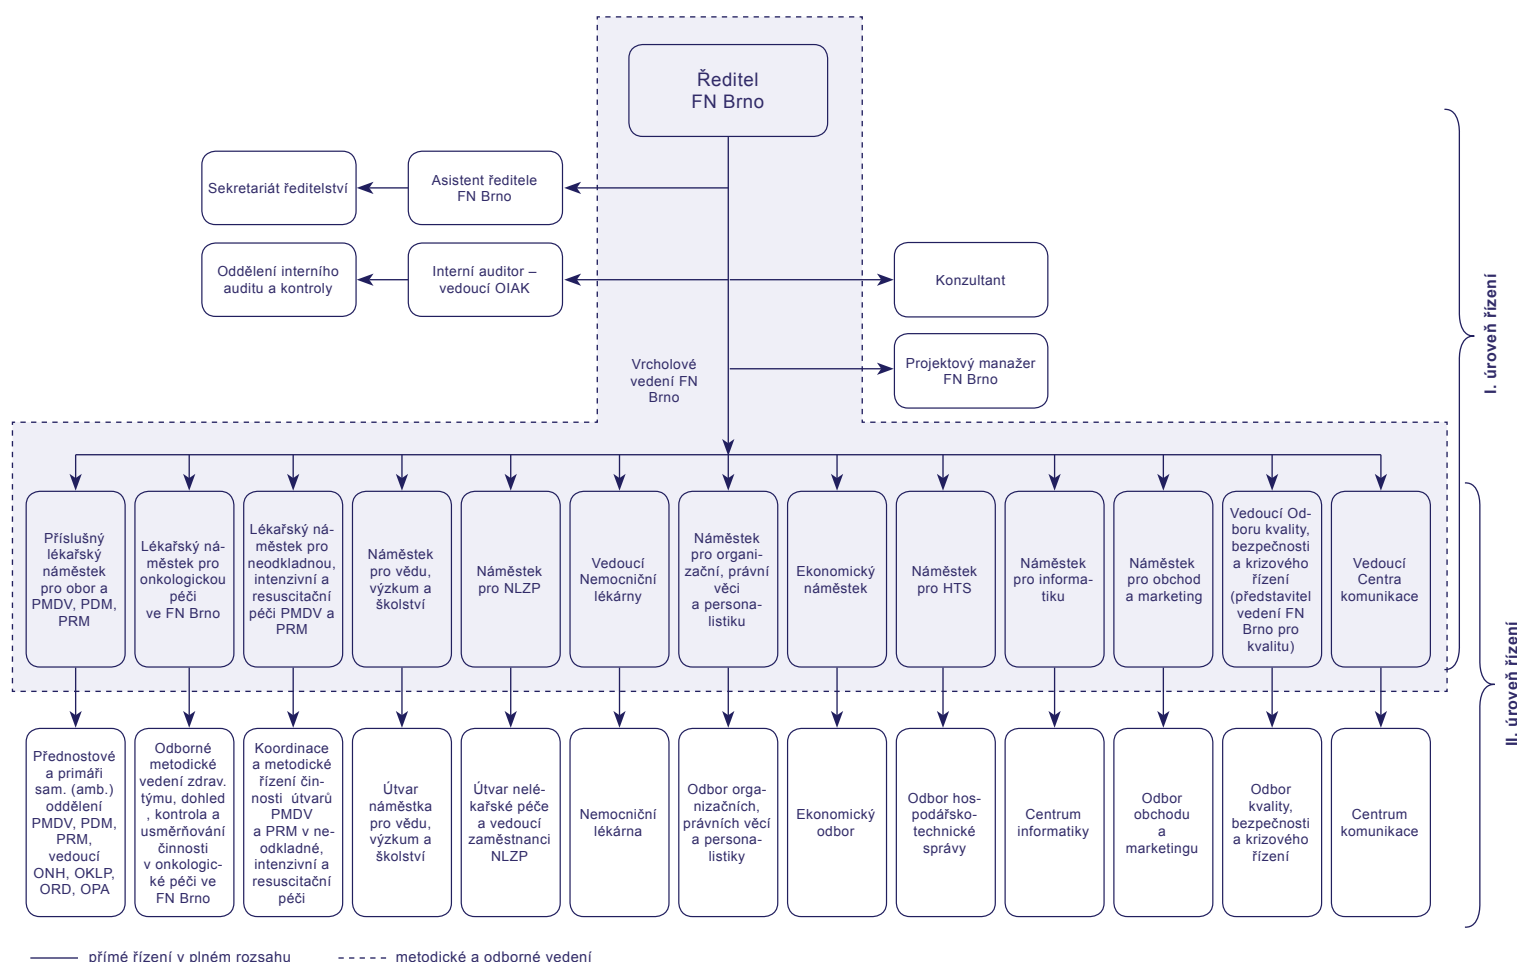 Ředitel
FN Brno
Sekretariát ředitelství
Asistent ředitele
FN Brno
Oddělení interního
auditu a kontroly
Interní auditor –
vedoucí OIAK
Konzultant
Projektový manažer
FN Brno
Vrcholové
vedení FN
Brno
I. úroveň řízení
Příslušný
lékařský
náměstek
pro obor a
PMDV, PDM,
PRM
Lékařský ná-
městek pro
onkologickou
péči
ve FN Brno
Lékařský ná-
městek pro
neodkladnou,
intenzivní a
resuscitační
péči PMDV a
PRM
Náměstek
pro vědu,
výzkum a
školství
Náměstek
pro NLZP
Vedoucí
Nemocniční
lékárny
Náměstek
pro organi-
zační, právní
věci
a persona-
listiku
Ekonomický
náměstek
Náměstek
pro HTS
Náměstek
pro informa-
tiku
Náměstek
pro obchod
a marketing
Vedoucí Od-
boru kvality,
bezpečnosti
a krizového
řízení
(představitel
vedení FN
Brno pro
kvalitu)
Vedoucí
Centra
komunikace
II. úroveň řízení
Přednostové
a primáři
sam. (amb.)
oddělení
PMDV, PDM,
PRM,
vedoucí
ONH, OKLP,
ORD, OPA
Odborné
metodické
vedení zdrav.
týmu, dohled
, kontrola a
usměrňování
činnosti
v onkologic-
ké péči ve
FN Brno
Koordinace
a metodické
řízení čin-
nosti útvarů
PMDV
a PRM v ne-
odkladné,
intenzivní a
resuscitační
péči
Útvar
náměstka
pro vědu,
výzkum a
školství
Útvar nelé-
kařské péče
a vedoucí
zaměstnanci
NLZP
Nemocniční
lékárna
Odbor orga-
nizačních,
právních věcí
a persona-
listiky
Ekonomický
odbor
Odbor hos-
podářsko-
technické
správy
Centrum
informatiky
Odbor
obchodu
a
marketingu
Odbor
kvality,
bezpečnosti
a krizového
řízení
Centrum
komunikace
přímé řízení v plném rozsahu
metodické a odborné vedení